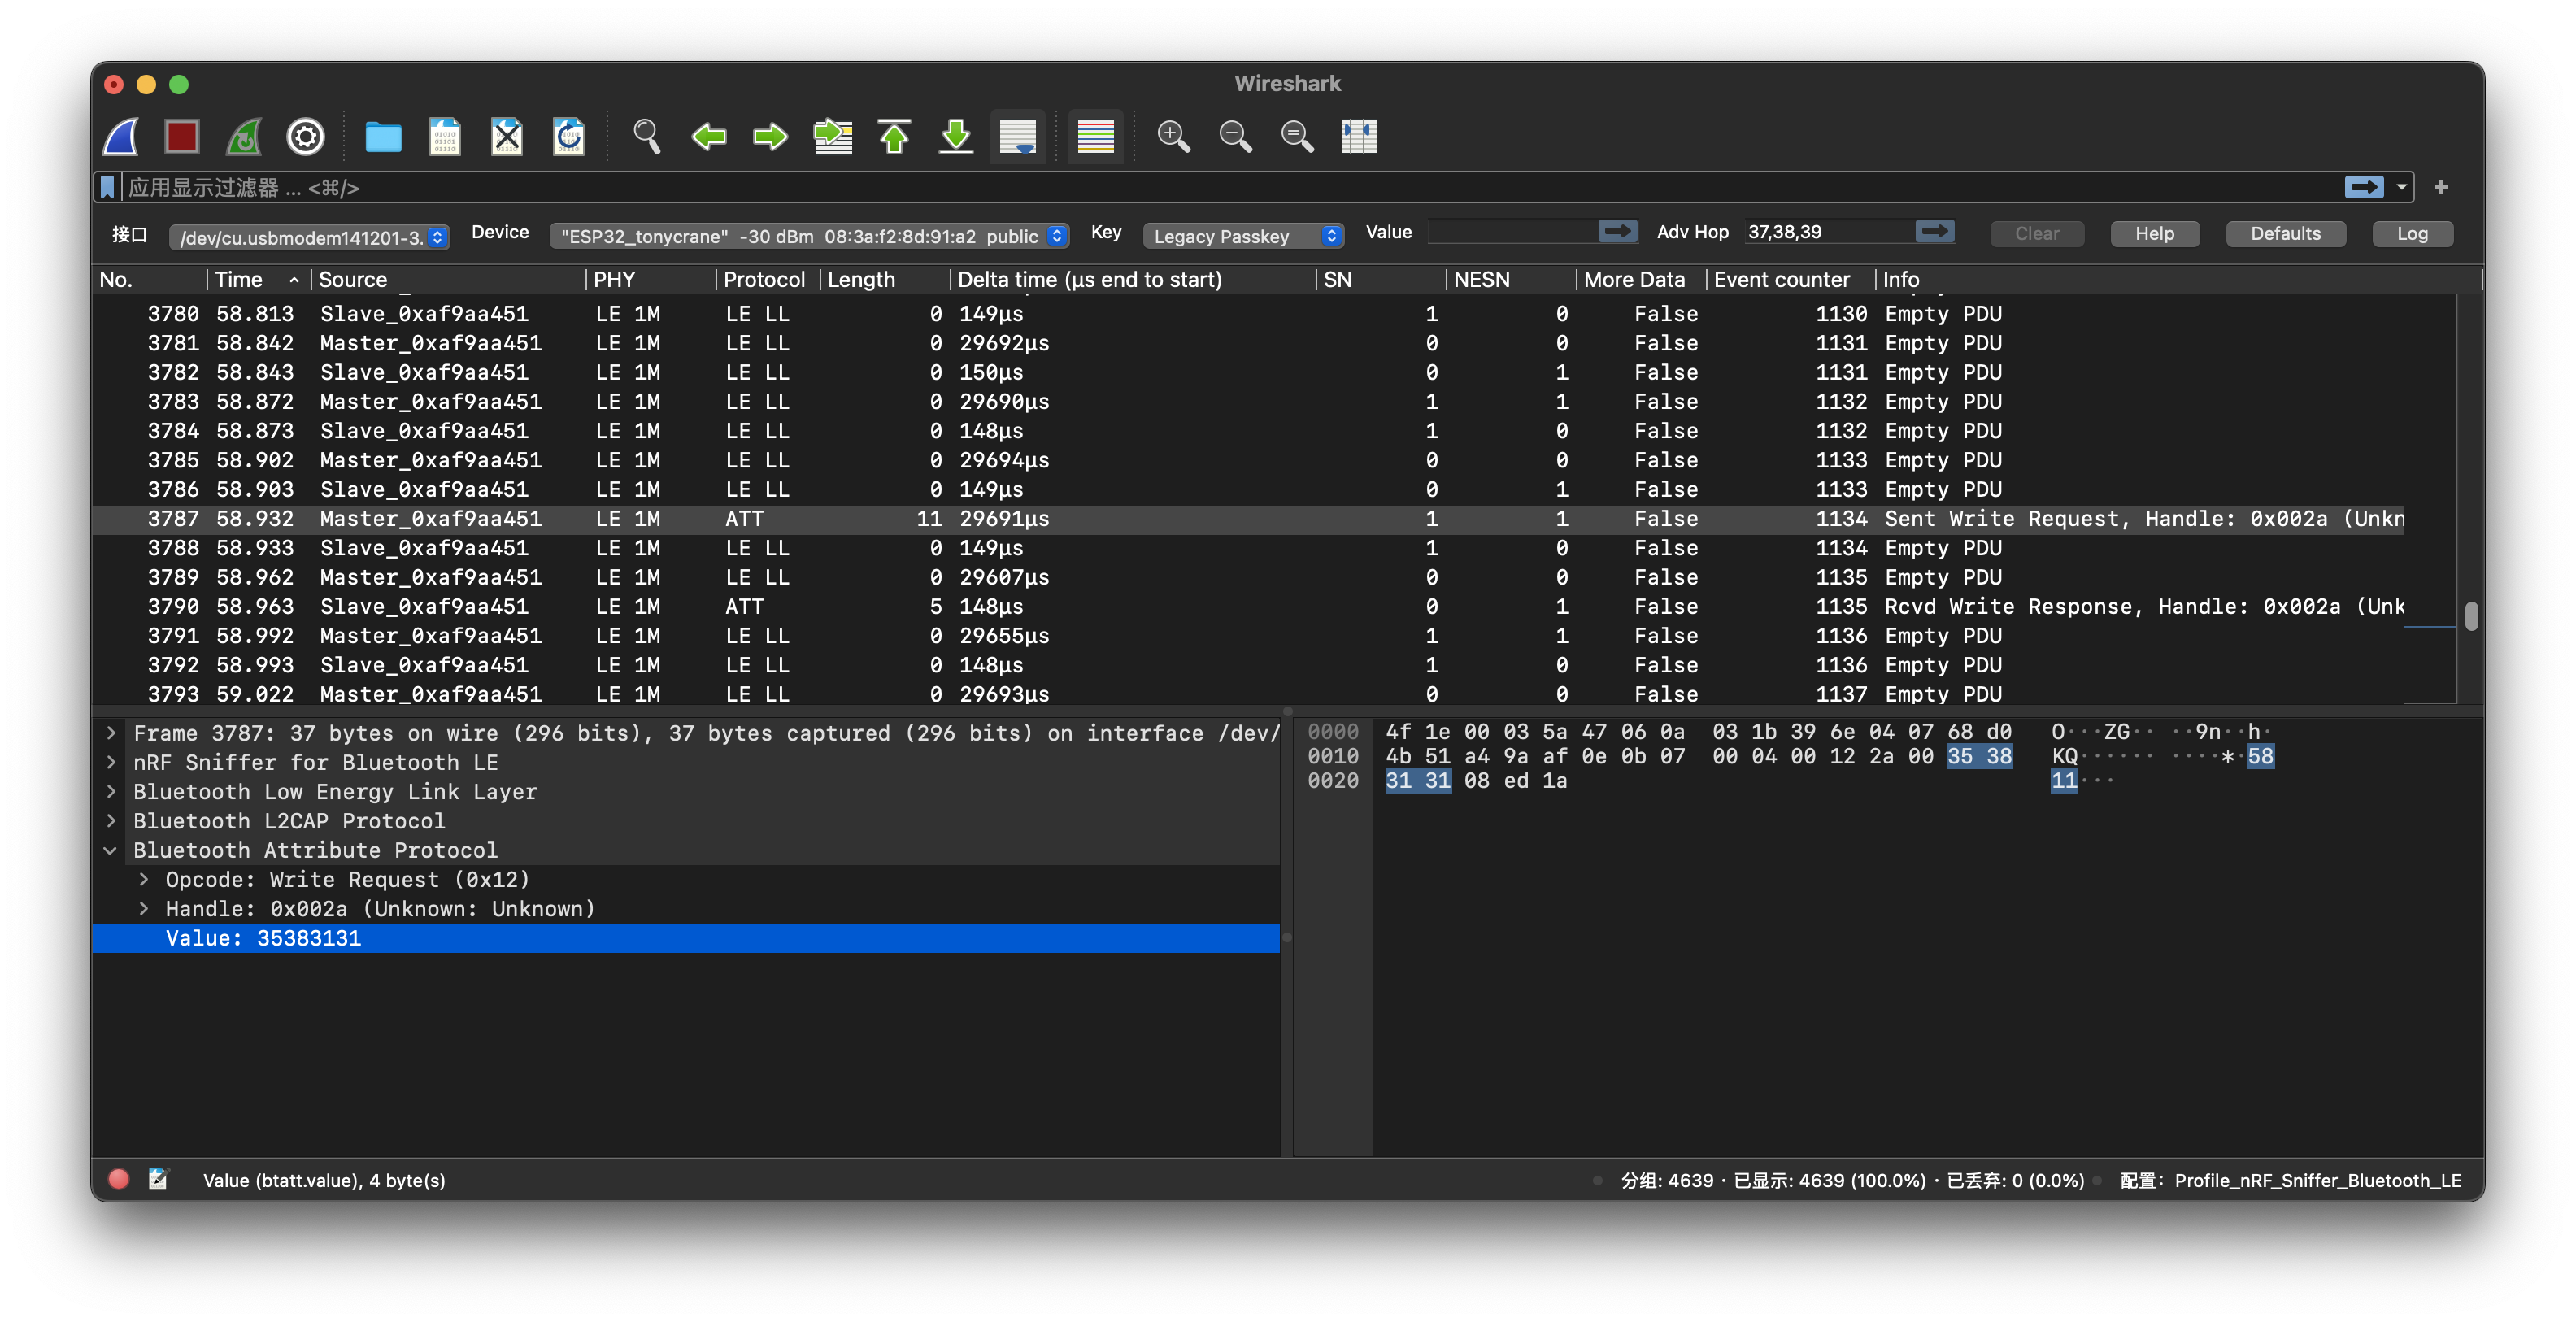 Wireshark
应用显示过滤器 ... <⌘/>
接口 /dev/cu.usbmodem141201-3. Device "ESP32_tonycrane" -30 dBm 08:3a:f2:8d:91:a2 public Key Legacy Passkey Value Adv Hop 37,38,39 Clear Help Defaults Log
No. Time Source PHY Protocol Length Delta time (µs end to start) SN NESN More Data Event counter Info
3780 58.813 Slave_0xaf9aa451 LE 1M LE LL 0 149µs 1 0 False 1130 Empty PDU
3781 58.842 Master_0xaf9aa451 LE 1M LE LL 0 29692µs 0 0 False 1131 Empty PDU
3782 58.843 Slave_0xaf9aa451 LE 1M LE LL 0 150µs 0 1 False 1131 Empty PDU
3783 58.872 Master_0xaf9aa451 LE 1M LE LL 0 29690µs 1 1 False 1132 Empty PDU
3784 58.873 Slave_0xaf9aa451 LE 1M LE LL 0 148µs 1 0 False 1132 Empty PDU
3785 58.902 Master_0xaf9aa451 LE 1M LE LL 0 29694µs 0 0 False 1133 Empty PDU
3786 58.903 Slave_0xaf9aa451 LE 1M LE LL 0 149µs 0 1 False 1133 Empty PDU
3787 58.932 Master_0xaf9aa451 LE 1M ATT 11 29691µs 1 1 False 1134 Sent Write Request, Handle: 0x002a (Unkn
3788 58.933 Slave_0xaf9aa451 LE 1M LE LL 0 149µs 1 0 False 1134 Empty PDU
3789 58.962 Master_0xaf9aa451 LE 1M LE LL 0 29607µs 0 0 False 1135 Empty PDU
3790 58.963 Slave_0xaf9aa451 LE 1M ATT 5 148µs 0 1 False 1135 Rcvd Write Response, Handle: 0x002a (Unk
3791 58.992 Master_0xaf9aa451 LE 1M LE LL 0 29655µs 1 1 False 1136 Empty PDU
3792 58.993 Slave_0xaf9aa451 LE 1M LE LL 0 148µs 1 0 False 1136 Empty PDU
3793 59.022 Master_0xaf9aa451 LE 1M LE LL 0 29693µs 0 0 False 1137 Empty PDU
Frame 3787: 37 bytes on wire (296 bits), 37 bytes captured (296 bits) on interface /dev/
nRF Sniffer for Bluetooth LE
Bluetooth Low Energy Link Layer
Bluetooth L2CAP Protocol
Bluetooth Attribute Protocol
Opcode: Write Request (0x12)
Handle: 0x002a (Unknown: Unknown)
Value: 35383131
0000 4f 1e 00 03 5a 47 06 0a 03 1b 39 6e 04 07 68 d0 O···ZG·· ··9n··h·
0010 4b 51 a4 9a af 0e 0b 07 00 04 00 12 2a 00 35 38 KQ······ ····*·58
0020 31 31 08 ed 1a 11···
Value (btatt.value), 4 byte(s)
分组: 4639 · 已显示: 4639 (100.0%) · 已丢弃: 0 (0.0%)
配置: Profile_nRF_Sniffer_Bluetooth_LE